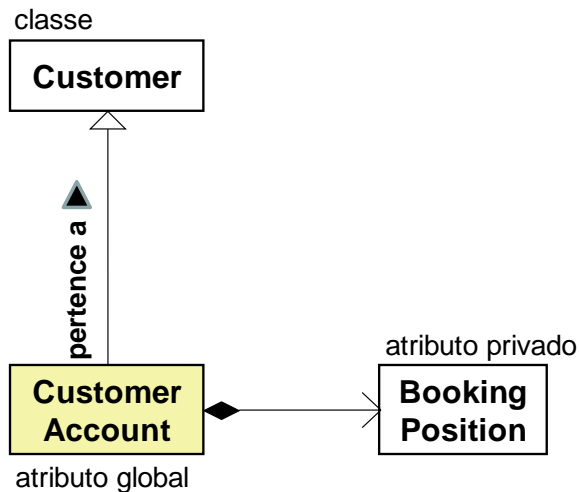 classe
Customer
pertence a
atributo privado
Customer
Account
Booking
Position
atributo global